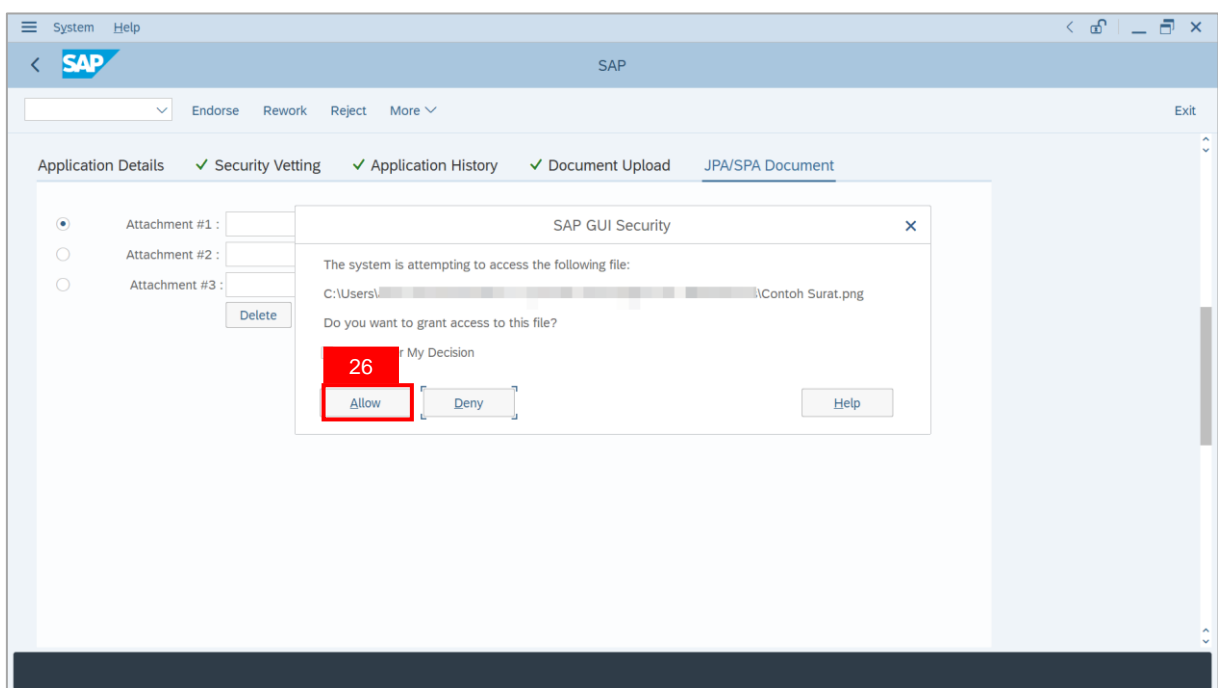 System Help
SAP
SAP
Endorse Rework Reject More Exit
Application Details Security Vetting Application History Document Upload JPA/SPA Document
Attachment #1 :
Attachment #2 :
Attachment #3 :
Delete
SAP GUI Security
The system is attempting to access the following file:
C:\Users\ \Contoh Surat.png
Do you want to grant access to this file?
My Decision
26
Allow Deny Help